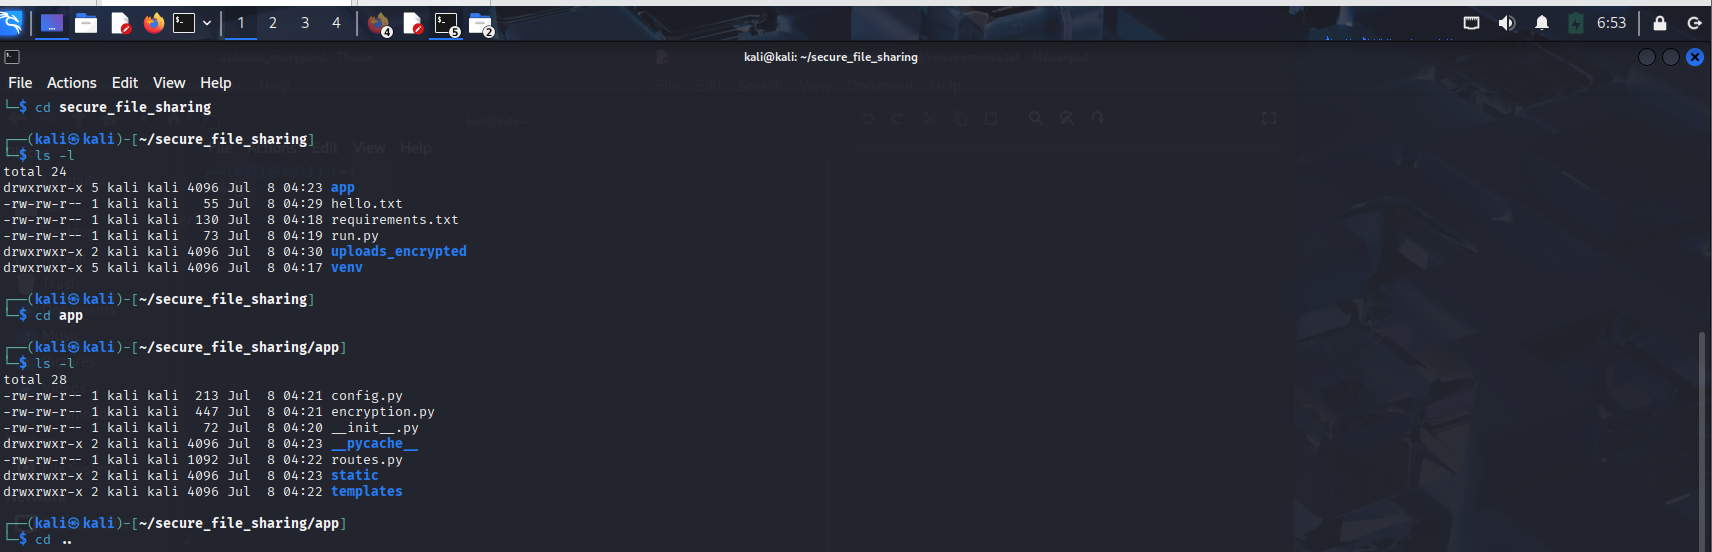 1 2 3 4 4 5 2 6:53
kali@kali: ~/secure_file_sharing
File Actions Edit View Help
└─$ cd secure_file_sharing
┌──(kali㉿kali)-[~/secure_file_sharing]
└─$ ls -l
total 24
drwxrwxr-x 5 kali kali 4096 Jul  8 04:23 app
-rw-rw-r-- 1 kali kali   55 Jul  8 04:29 hello.txt
-rw-rw-r-- 1 kali kali  130 Jul  8 04:18 requirements.txt
-rw-rw-r-- 1 kali kali   73 Jul  8 04:19 run.py
drwxrwxr-x 2 kali kali 4096 Jul  8 04:30 uploads_encrypted
drwxrwxr-x 5 kali kali 4096 Jul  8 04:17 venv
┌──(kali㉿kali)-[~/secure_file_sharing]
└─$ cd app
┌──(kali㉿kali)-[~/secure_file_sharing/app]
└─$ ls -l
total 28
-rw-rw-r-- 1 kali kali  213 Jul  8 04:21 config.py
-rw-rw-r-- 1 kali kali  447 Jul  8 04:21 encryption.py
-rw-rw-r-- 1 kali kali   72 Jul  8 04:20 __init__.py
drwxrwxr-x 2 kali kali 4096 Jul  8 04:23 __pycache__
-rw-rw-r-- 1 kali kali 1092 Jul  8 04:22 routes.py
drwxrwxr-x 2 kali kali 4096 Jul  8 04:23 static
drwxrwxr-x 2 kali kali 4096 Jul  8 04:22 templates
┌──(kali㉿kali)-[~/secure_file_sharing/app]
└─$ cd ..